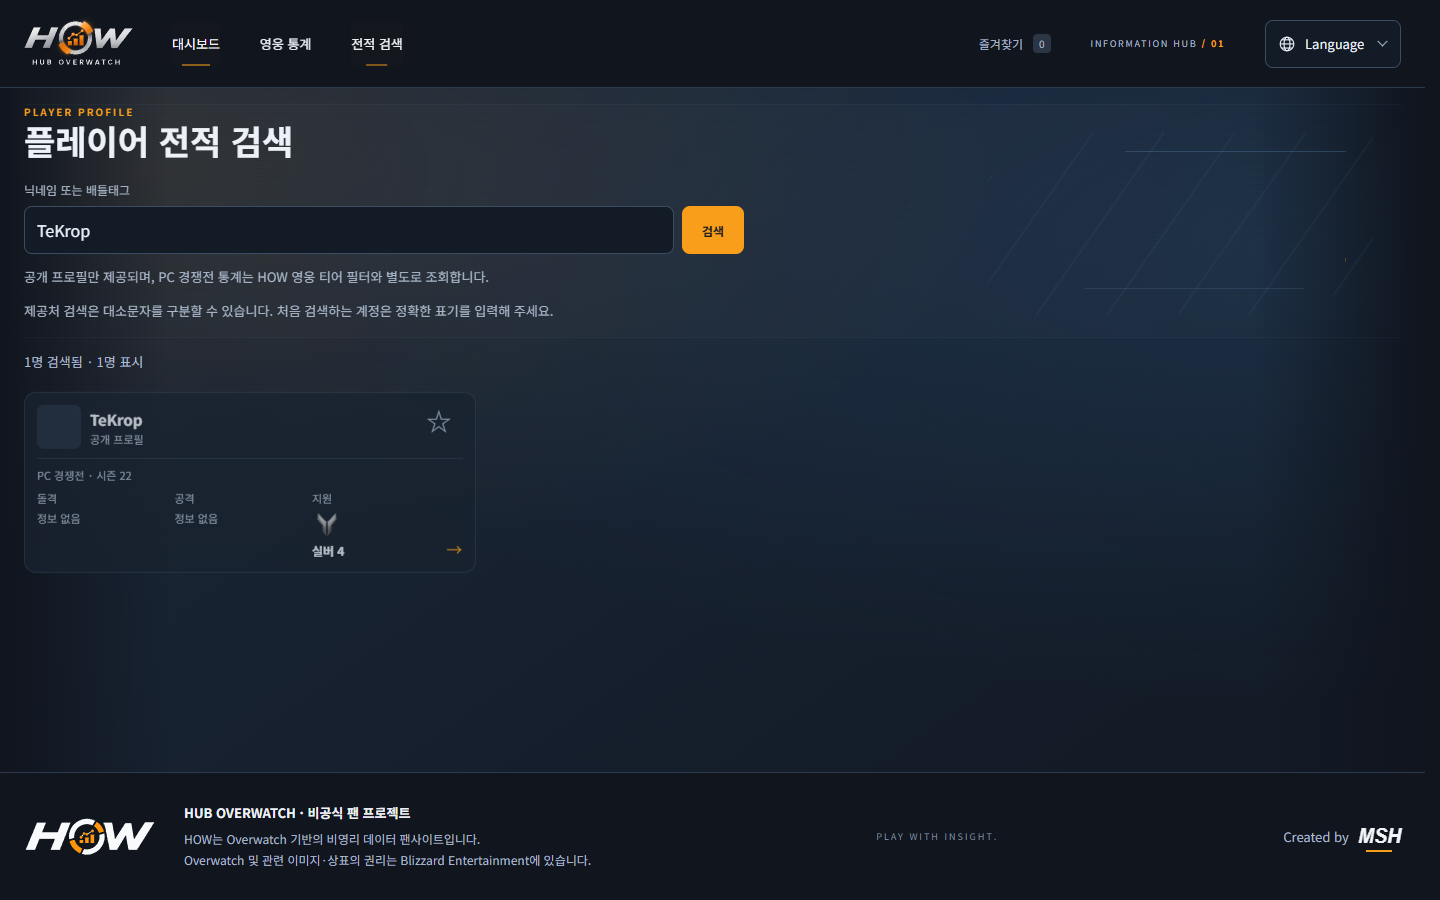 HOW
HUB OVERWATCH
대시보드
영웅 통계
전적 검색
즐겨찾기 0
INFORMATION HUB / 01
Language
PLAYER PROFILE
플레이어 전적 검색
닉네임 또는 배틀태그
TeKrop
검색
공개 프로필만 제공되며, PC 경쟁전 통계는 HOW 영웅 티어 필터와 별도로 조회합니다.
제공처 검색은 대소문자를 구분할 수 있습니다. 처음 검색하는 계정은 정확한 표기를 입력해 주세요.
1명 검색됨 · 1명 표시
TeKrop
공개 프로필
PC 경쟁전 · 시즌 22
돌격 공격 지원
정보 없음 정보 없음
실버 4
HOW
HUB OVERWATCH · 비공식 팬 프로젝트
HOW는 Overwatch 기반의 비영리 데이터 팬사이트입니다.
Overwatch 및 관련 이미지·상표의 권리는 Blizzard Entertainment에 있습니다.
PLAY WITH INSIGHT.
Created by MSH